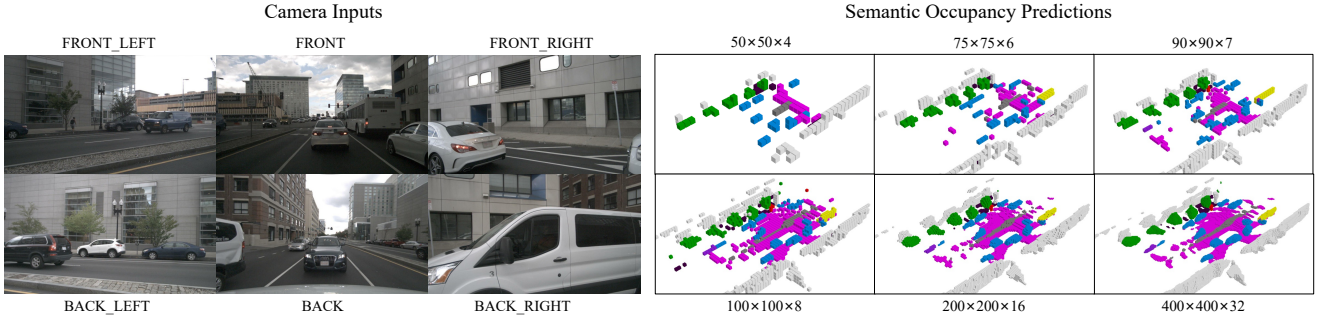 Camera Inputs
Semantic Occupancy Predictions
FRONT_LEFT
FRONT
FRONT_RIGHT
50×50×4
75×75×6
90×90×7
BACK_LEFT
BACK
BACK_RIGHT
100×100×8
200×200×16
400×400×32